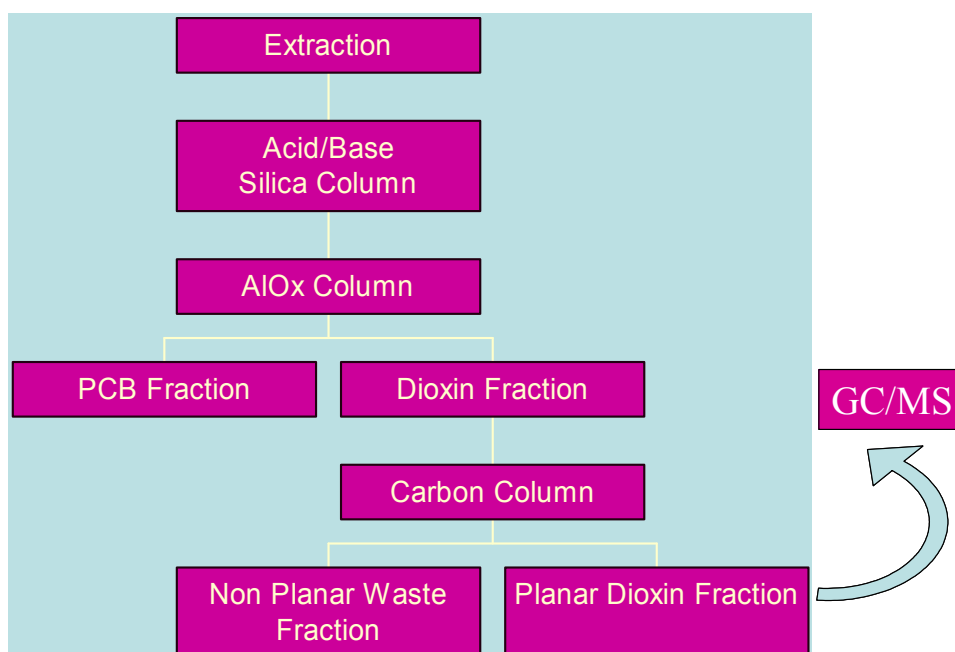 Extraction
Acid/Base
Silica Column
AlOx Column
PCB Fraction
Dioxin Fraction
GC/MS
Carbon Column
Non Planar Waste
Fraction
Planar Dioxin Fraction